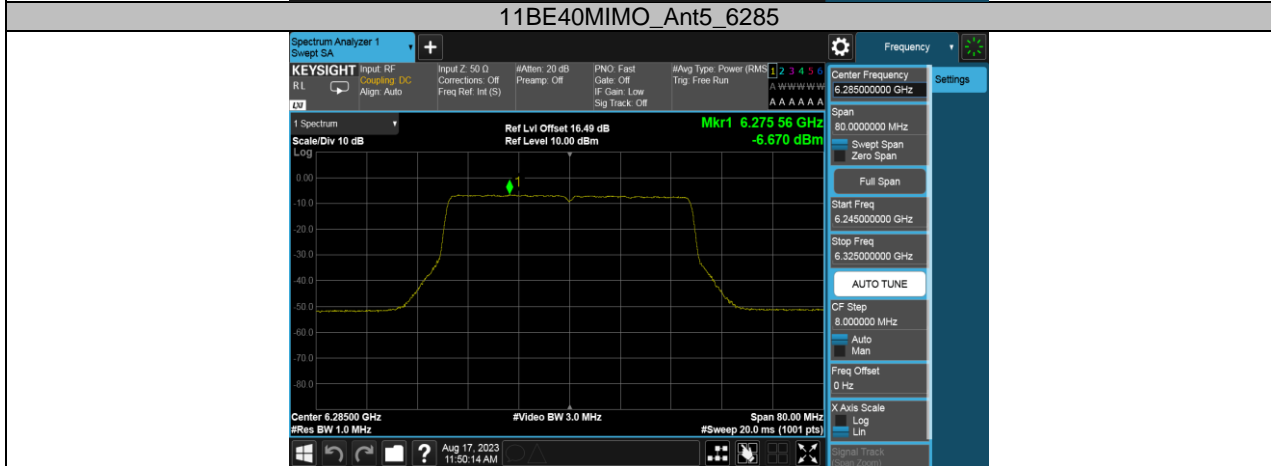 11BE40MIMO_Ant5_6285
Spectrum Analyzer 1
Swept SA
+
Frequency
KEYSIGHT
RL
LXI
Input: RF
Coupling: DC
Align: Auto
Input Z: 50 Ω
Corrections: Off
Freq Ref: Int (S)
#Atten: 20 dB
Preamp: Off
PNO: Fast
Gate: Off
IF Gain: Low
Sig Track: Off
#Avg Type: Power (RMS
Trig: Free Run
1 2 3 4 5 6
A W W W W W
A A A A A A
Center Frequency
6.285000000 GHz
Settings
Span
80.0000000 MHz
Swept Span
Zero Span
Full Span
Start Freq
6.245000000 GHz
Stop Freq
6.325000000 GHz
AUTO TUNE
CF Step
8.000000 MHz
Auto
Man
Freq Offset
0 Hz
X Axis Scale
Log
Lin
Signal Track
(Span Zoom)
1 Spectrum
Scale/Div 10 dB
Ref Lvl Offset 16.49 dB
Ref Level 10.00 dBm
Mkr1 6.275 56 GHz
-6.670 dBm
Log
0.00
-10.0
-20.0
-30.0
-40.0
-50.0
-60.0
-70.0
-80.0
1
Center 6.28500 GHz
#Res BW 1.0 MHz
#Video BW 3.0 MHz
Span 80.00 MHz
#Sweep 20.0 ms (1001 pts)
?
Aug 17, 2023
11:50:14 AM